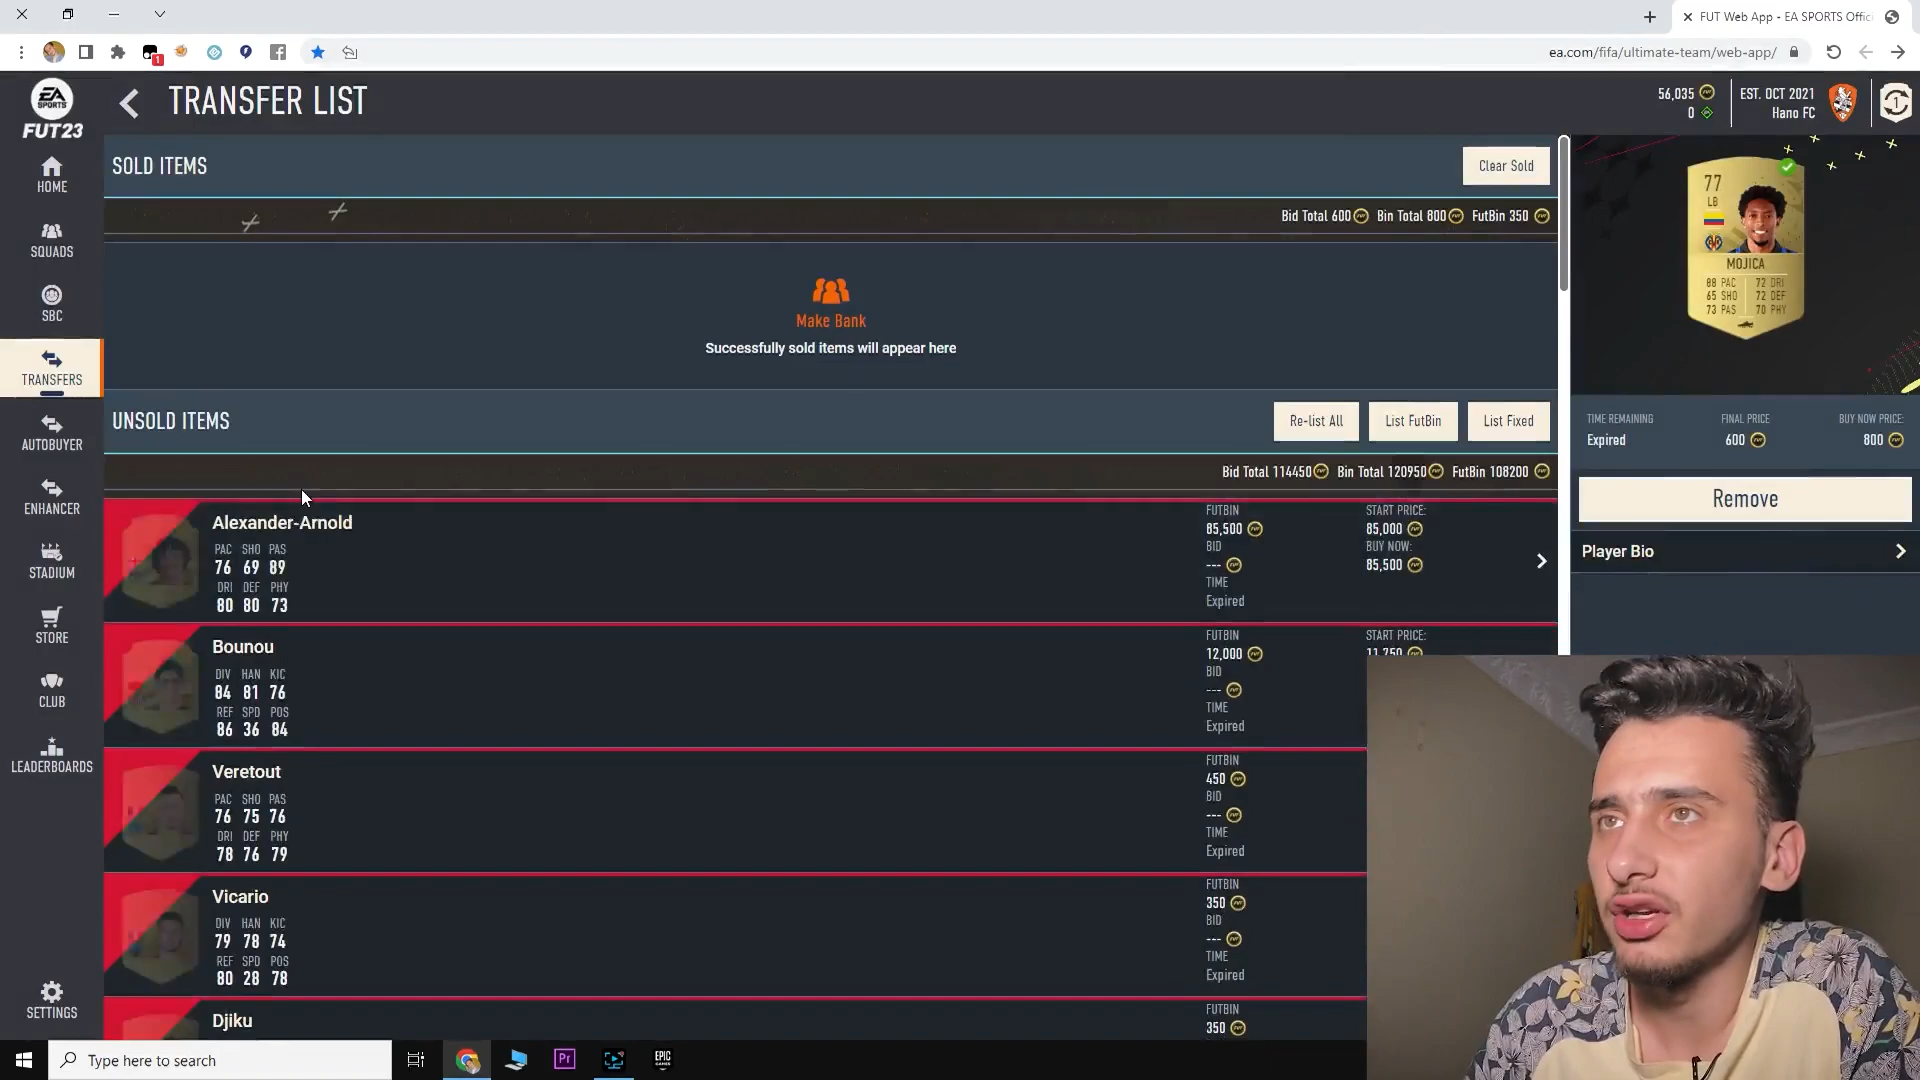 FUT Web App - EA SPORTS Offici
ea.com/fifa/ultimate-team/web-app/
1
EA SPORTS
FUT23
TRANSFER LIST
56,035
0
EST. OCT 2021
Hano FC
1
HOME
SQUADS
SBC
TRANSFERS
AUTOBUYER
ENHANCER
STADIUM
STORE
CLUB
LEADERBOARDS
SETTINGS
SOLD ITEMS
Clear Sold
Bid Total 600 Bin Total 800 FutBin 350
Make Bank
Successfully sold items will appear here
UNSOLD ITEMS
Re-list All List FutBin List Fixed
Bid Total 114450 Bin Total 120950 FutBin 108200
Alexander-Arnold
PAC SHO PAS
76 69 89
DRI DEF PHY
80 80 73
FUTBIN
85,500
BID
---
TIME
Expired
START PRICE:
85,000
BUY NOW:
85,500
Bounou
DIV HAN KIC
84 81 76
REF SPD POS
86 36 84
FUTBIN
12,000
BID
---
TIME
Expired
START PRICE:
11,750
Veretout
PAC SHO PAS
76 75 76
DRI DEF PHY
78 76 79
FUTBIN
450
BID
---
TIME
Expired
Vicario
DIV HAN KIC
79 78 74
REF SPD POS
80 28 78
FUTBIN
350
BID
---
TIME
Expired
Djiku
FUTBIN
350
77
LB
MOJICA
88 PAC 72 DRI
65 SHO 72 DEF
73 PAS 70 PHY
TIME REMAINING
Expired
FINAL PRICE
600
BUY NOW PRICE:
800
Remove
Player Bio
Type here to search
Pr
EPIC GAMES